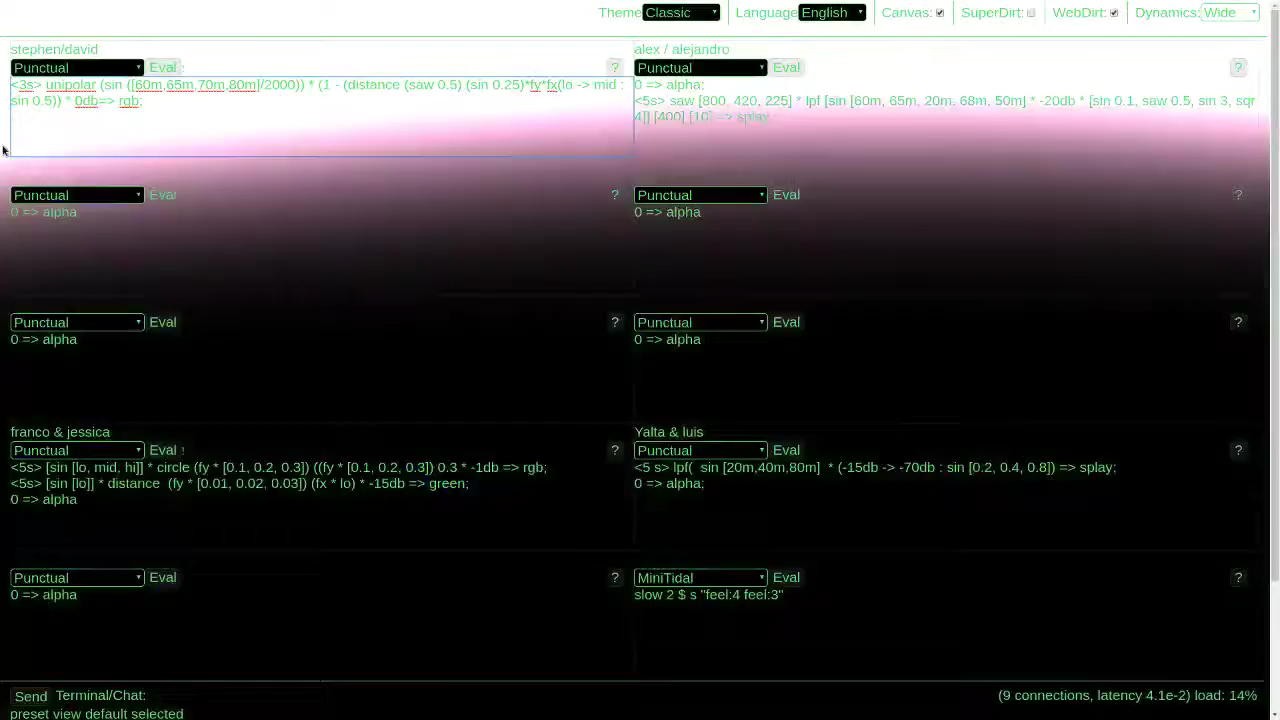 Theme Classic Language English Canvas: SuperDirt: WebDirt: Dynamics: Wide
stephen/david
Punctual Eval ?
<3s> unipolar (sin ([60m,65m,70m,80m]/2000)) * (1 - (distance (saw 0.5) (sin 0.25)*fy*fx(lo -> mid :
sin 0.5)) * 0db=> rgb;
alex / alejandro
Punctual Eval ?
0 => alpha;
<5s> saw [800, 420, 225] * lpf [sin [60m, 65m, 20m, 68m, 50m] * -20db * [sin 0.1, saw 0.5, sin 3, sqr
4]] [400] [10] => splay
Punctual Eval ?
0 => alpha
Punctual Eval ?
0 => alpha
Punctual Eval ?
0 => alpha
Punctual Eval ?
0 => alpha
franco & jessica
Punctual Eval ?
<5s> [sin [lo, mid, hi]] * circle (fy * [0.1, 0.2, 0.3]) ((fy * [0.1, 0.2, 0.3]) 0.3 * -1db => rgb;
<5s> [sin [lo]] * distance (fy * [0.01, 0.02, 0.03]) (fx * lo) * -15db => green;
0 => alpha
Yalta & luis
Punctual Eval ?
<5 s> lpf( sin [20m,40m,80m] * (-15db -> -70db : sin [0.2, 0.4, 0.8]) => splay;
0 => alpha;
Punctual Eval ?
0 => alpha
MiniTidal Eval ?
slow 2 $ s "feel:4 feel:3"
Send Terminal/Chat: (9 connections, latency 4.1e-2) load: 14%
preset view default selected